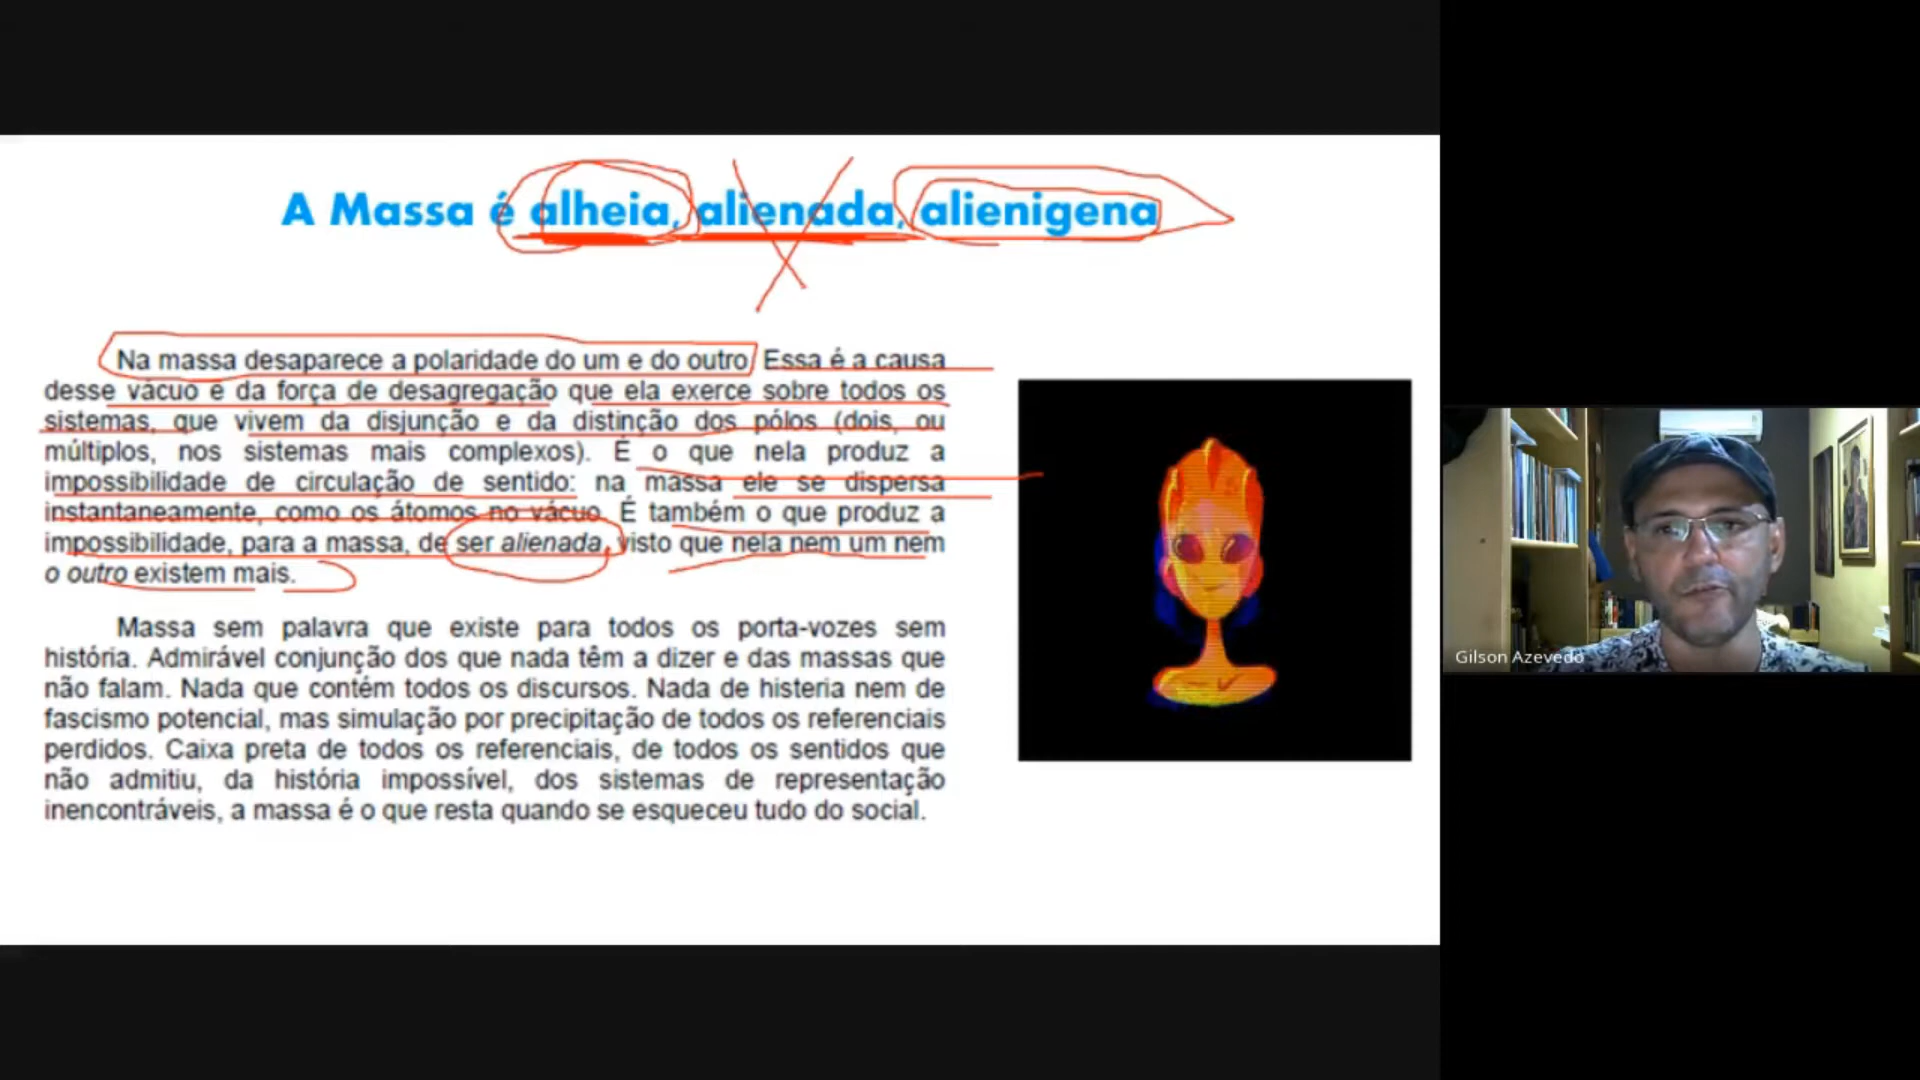 A Massa é alheia, alienada, alienigena
Na massa desaparece a polaridade do um e do outro. Essa é a causa
desse vácuo e da força de desagregação que ela exerce sobre todos os
sistemas, que vivem da disjunção e da distinção dos pólos (dois, ou
múltiplos, nos sistemas mais complexos). É o que nela produz a
impossibilidade de circulação de sentido: na massa ele se dispersa
instantaneamente, como os átomos no vácuo. É também o que produz a
impossibilidade, para a massa, de ser alienada, visto que nela nem um nem
o outro existem mais.
Massa sem palavra que existe para todos os porta-vozes sem
história. Admirável conjunção dos que nada têm a dizer e das massas que
não falam. Nada que contém todos os discursos. Nada de histeria nem de
fascismo potencial, mas simulação por precipitação de todos os referenciais
perdidos. Caixa preta de todos os referenciais, de todos os sentidos que
não admitiu, da história impossível, dos sistemas de representação
inencontráveis, a massa é o que resta quando se esqueceu tudo do social.
Gilson Azevedo